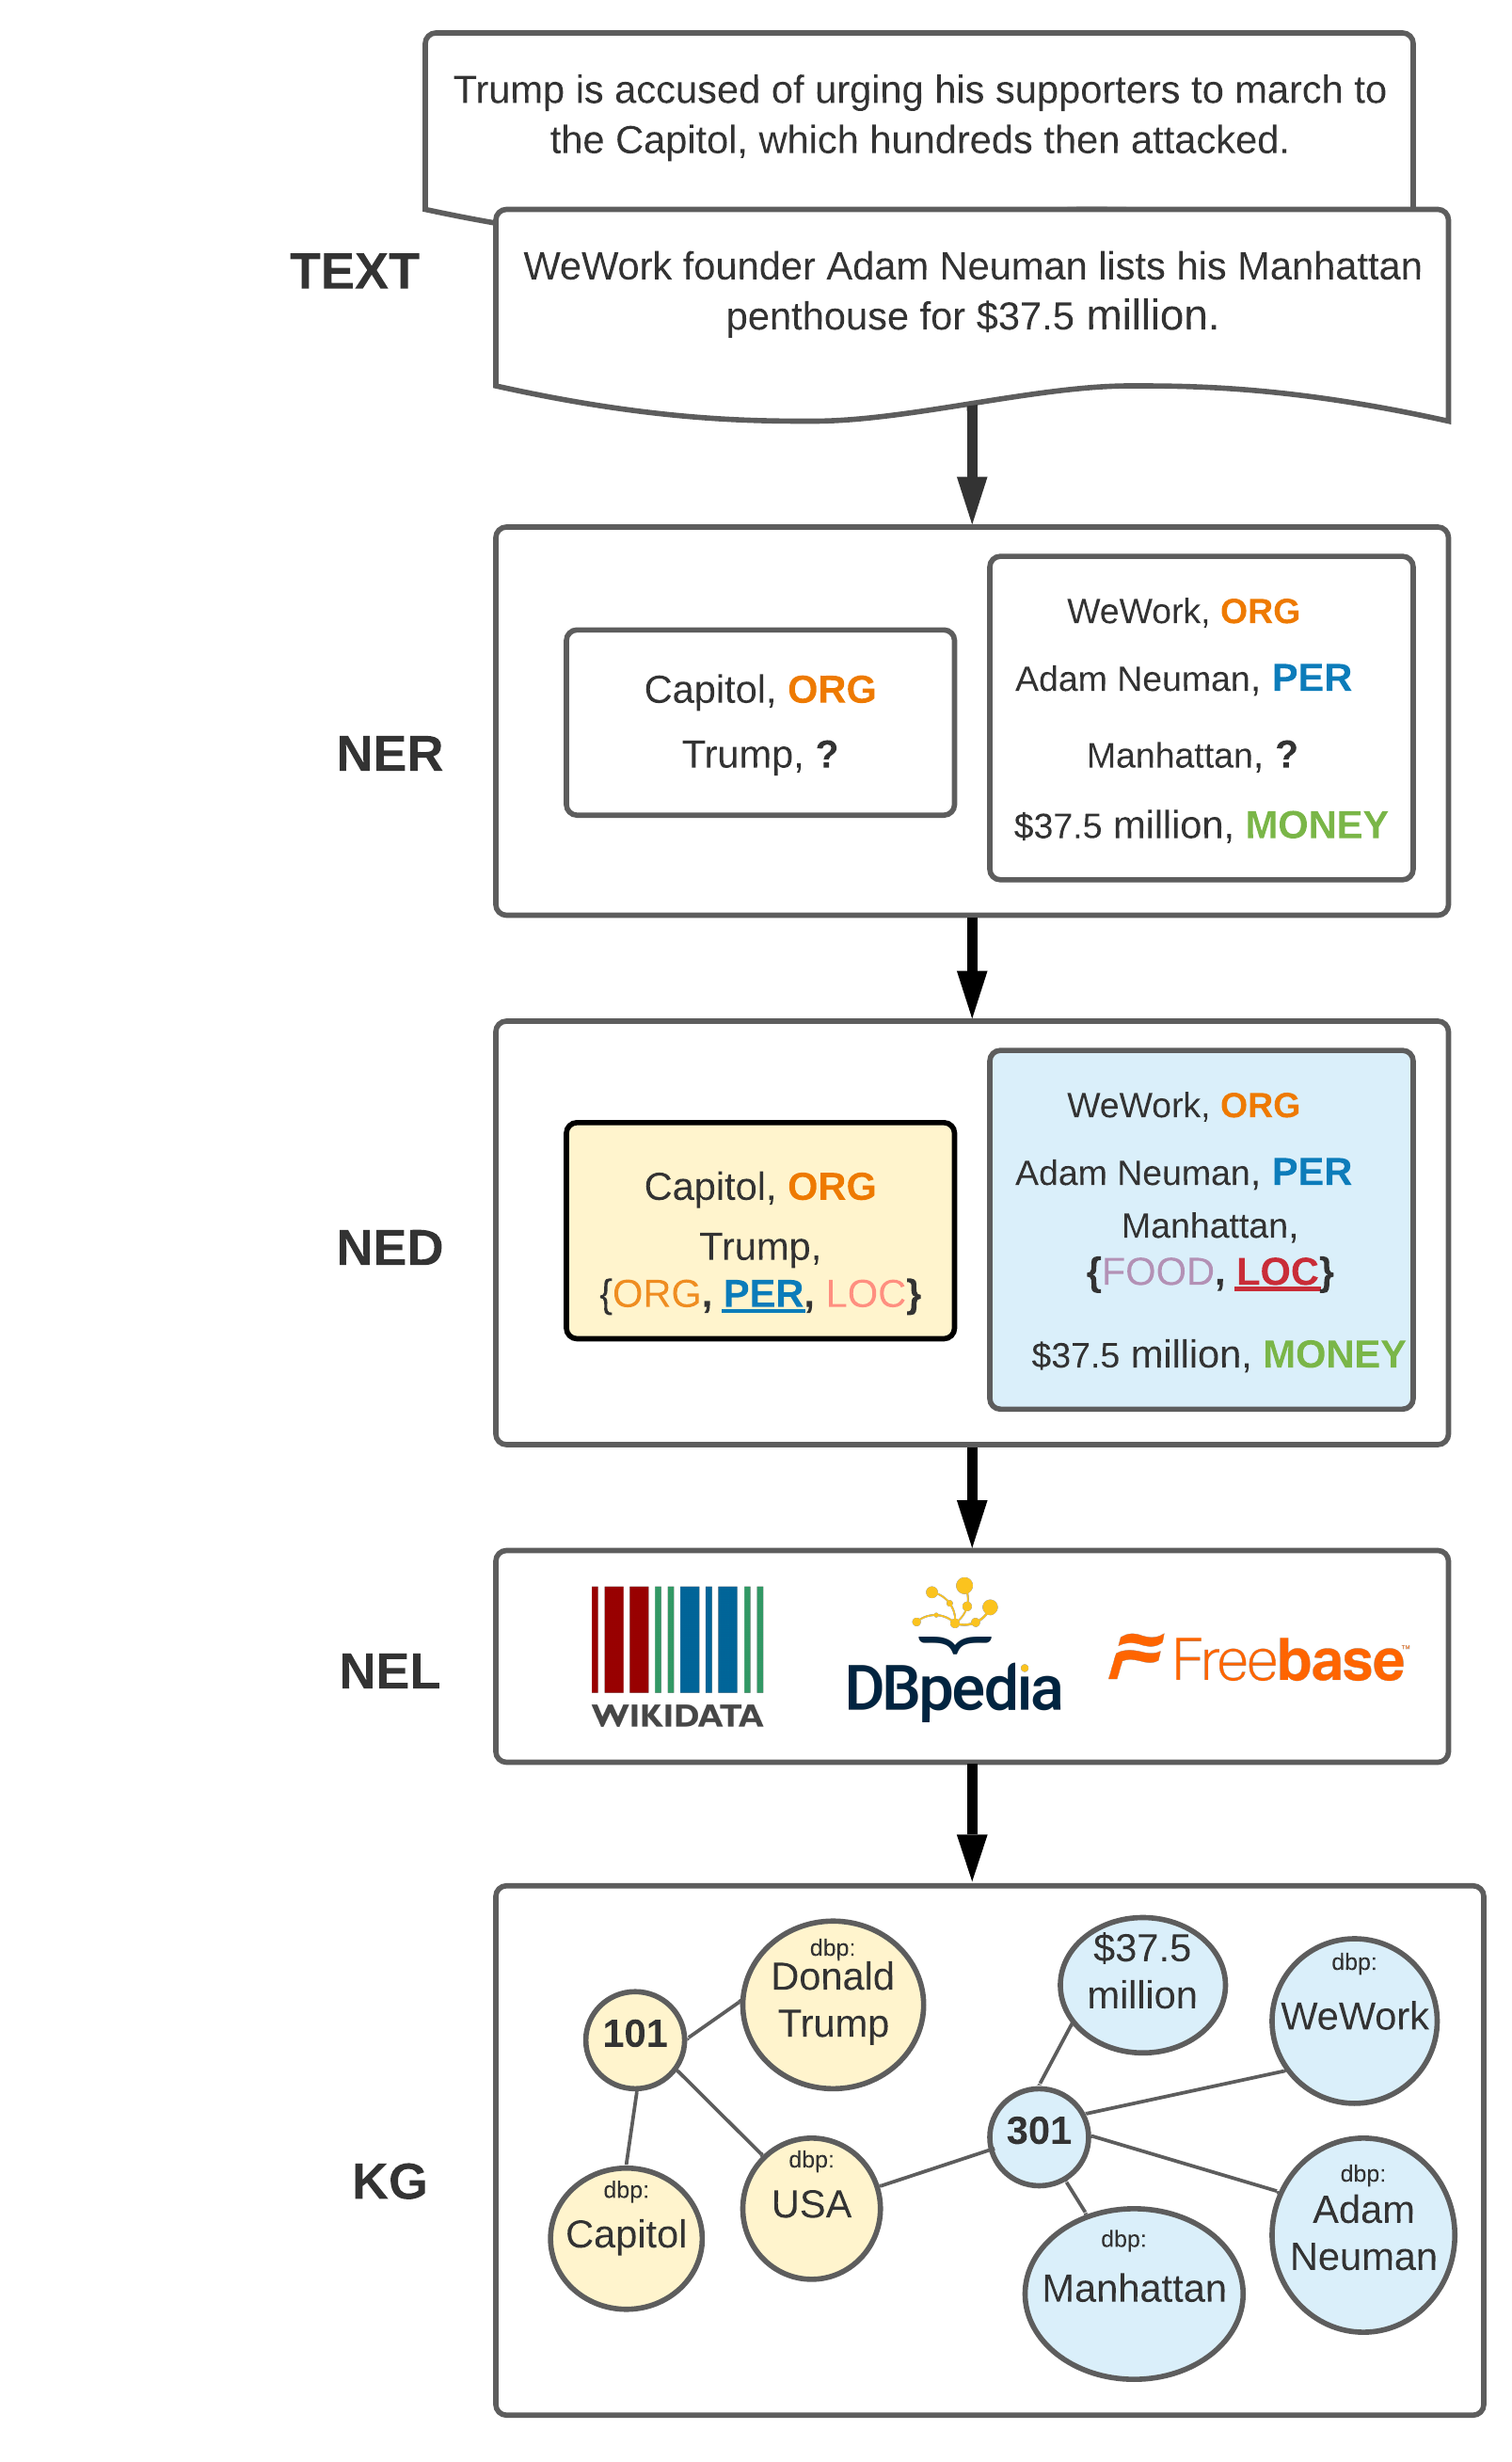 Trump is accused of urging his supporters to march to
the Capitol, which hundreds then attacked.
TEXT
WeWork founder Adam Neuman lists his Manhattan
penthouse for $37.5 million.
NER
Capitol, ORG
Trump, ?
WeWork, ORG
Adam Neuman, PER
Manhattan, ?
$37.5 million, MONEY
NED
Capitol, ORG
Trump,
{ORG, PER, LOC}
WeWork, ORG
Adam Neuman, PER
Manhattan,
{FOOD, LOC}
$37.5 million, MONEY
NEL
WIKIDATA
DBpedia
Freebase™
KG
101
dbp:
Donald
Trump
dbp:
Capitol
dbp:
USA
$37.5
million
dbp:
WeWork
301
dbp:
Manhattan
dbp:
Adam
Neuman